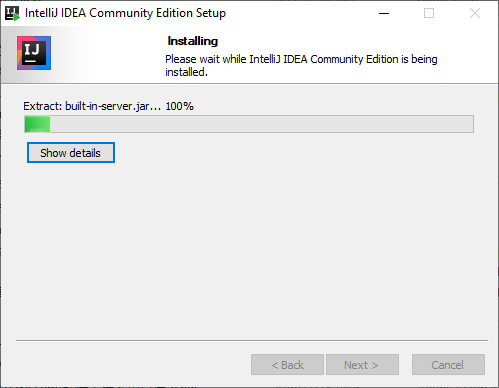 IJ IntelliJ IDEA Community Edition Setup
IJ
Installing
Please wait while IntelliJ IDEA Community Edition is being
installed.
Extract: built-in-server.jar... 100%
Show details
< Back Next > Cancel